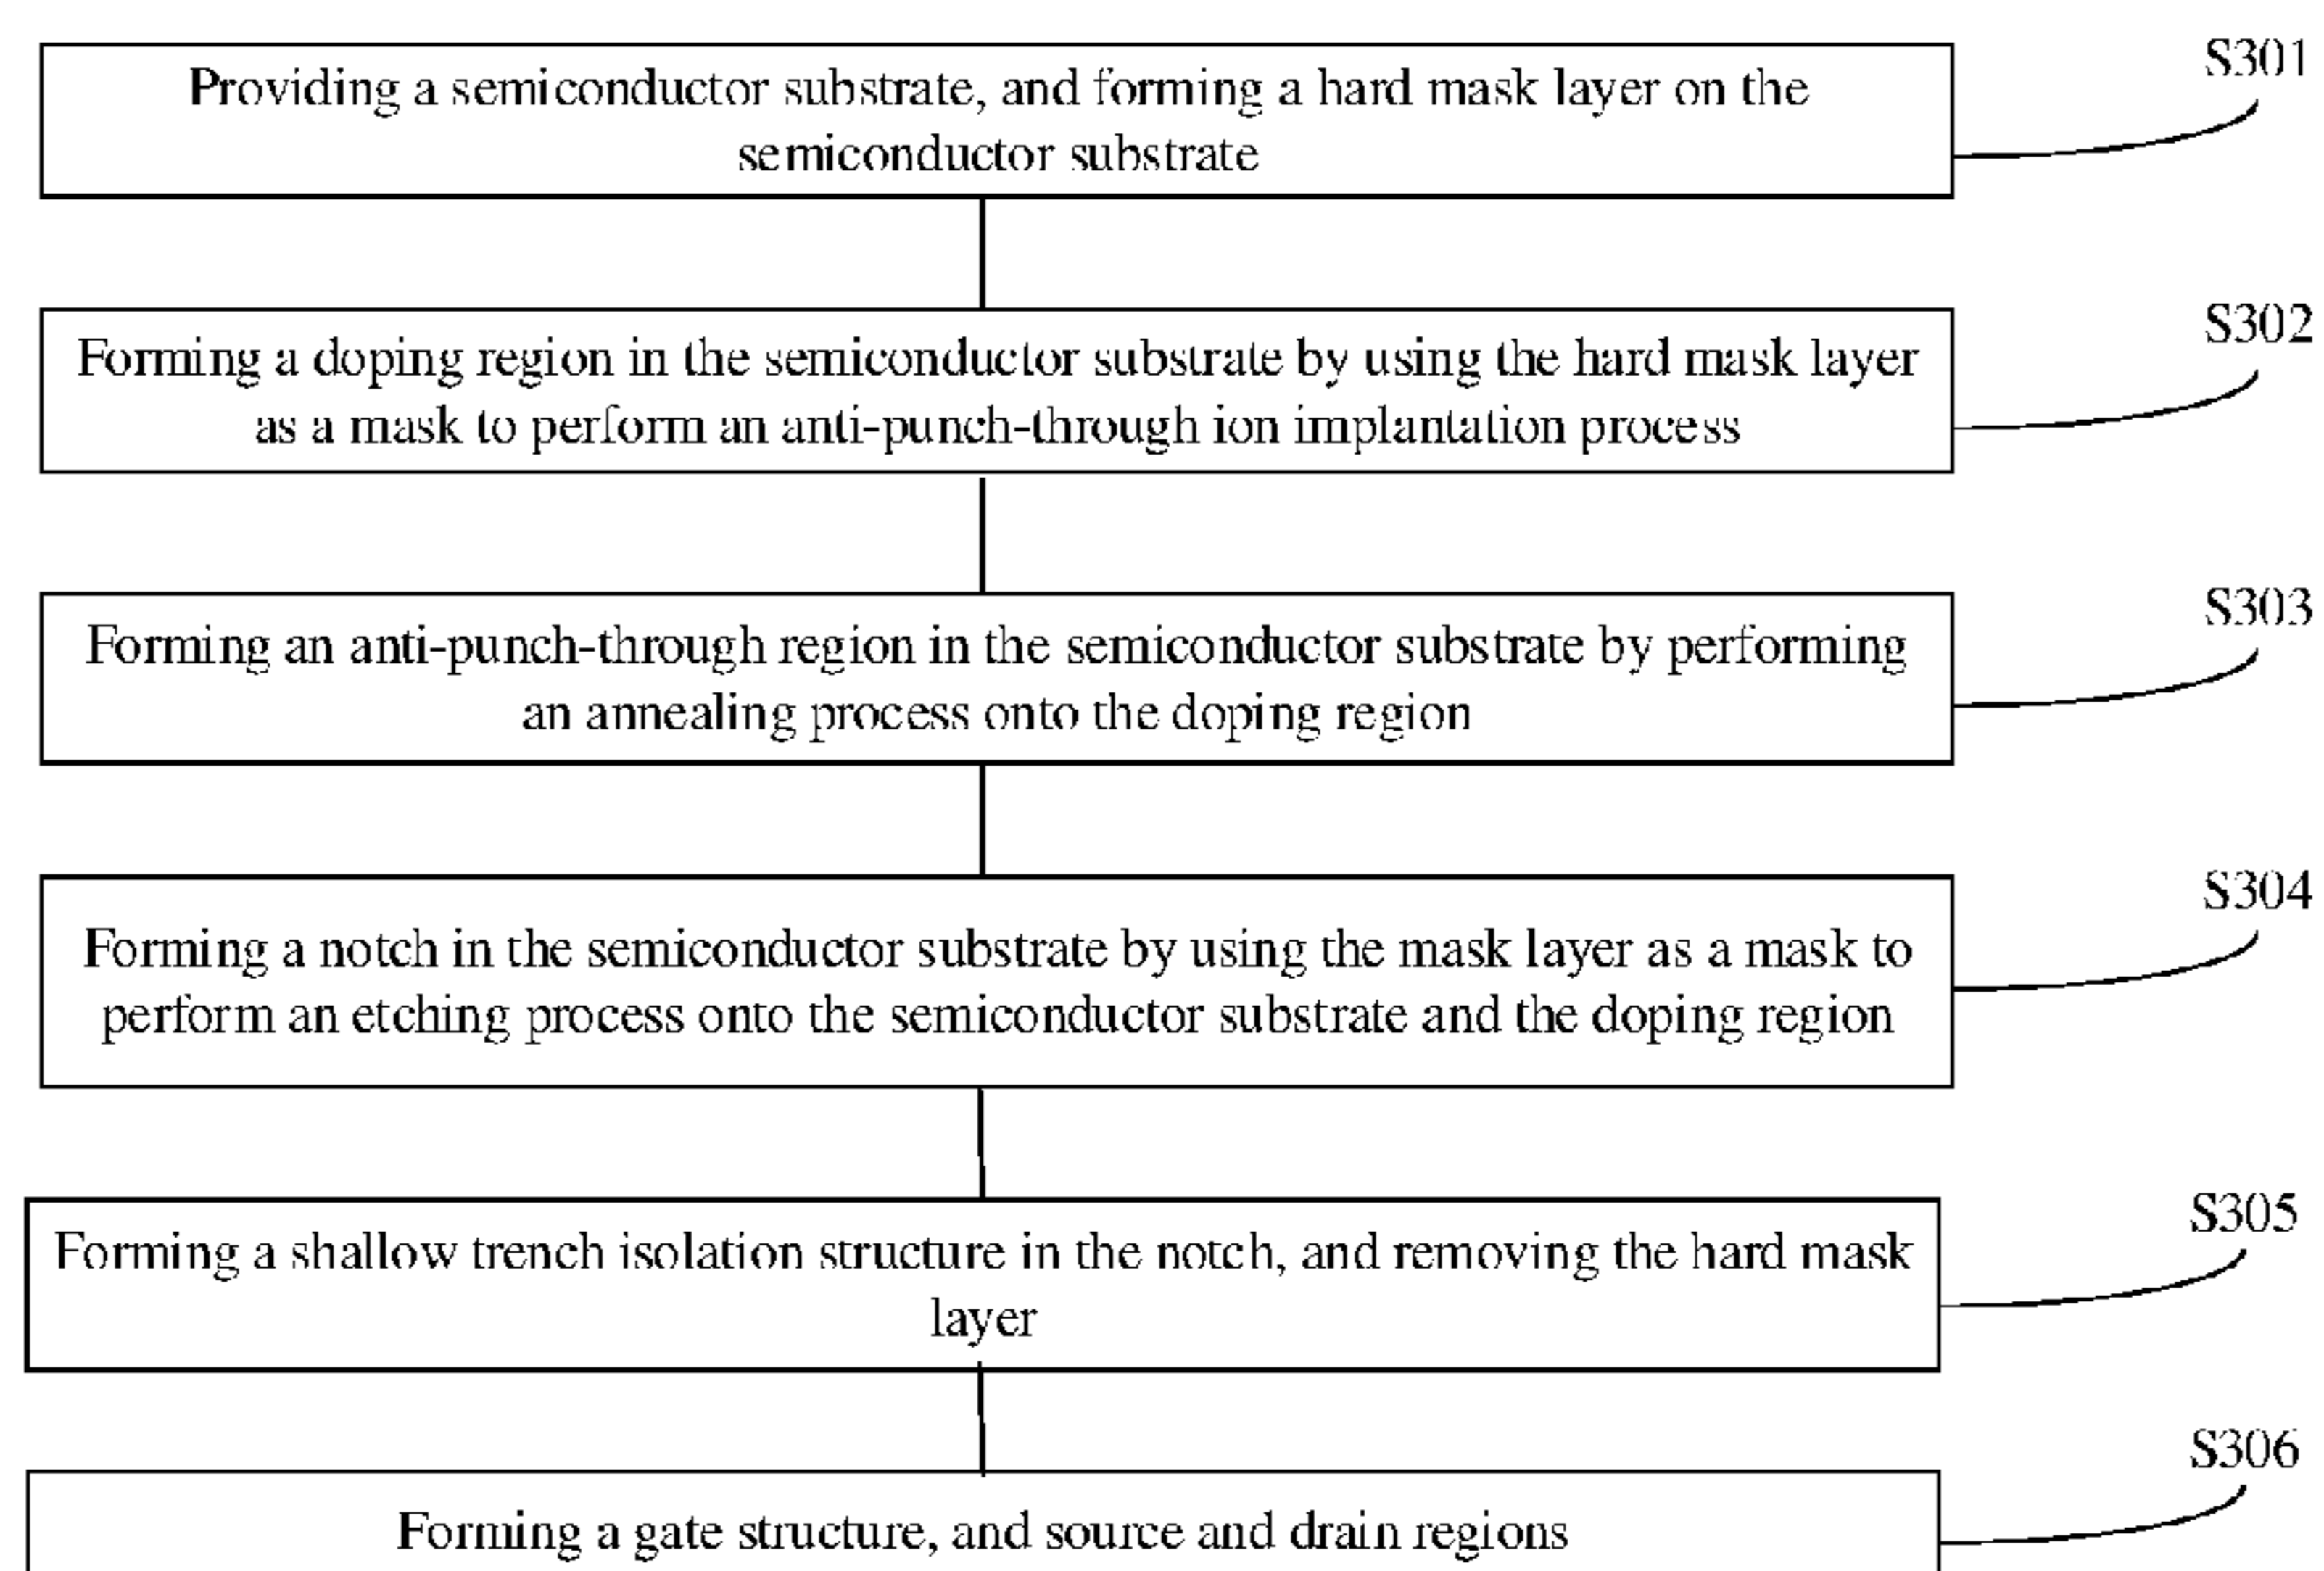 S301
Providing a semiconductor substrate, and forming a hard mask layer on the
semiconductor substrate
S302
Forming a doping region in the semiconductor substrate by using the hard mask layer
as a mask to perform an anti-punch-through ion implantation process
S303
Forming an anti-punch-through region in the semiconductor substrate by performing
an annealing process onto the doping region
S304
Forming a notch in the semiconductor substrate by using the mask layer as a mask to
perform an etching process onto the semiconductor substrate and the doping region
S305
Forming a shallow trench isolation structure in the notch, and removing the hard mask
layer
S306
Forming a gate structure, and source and drain regions